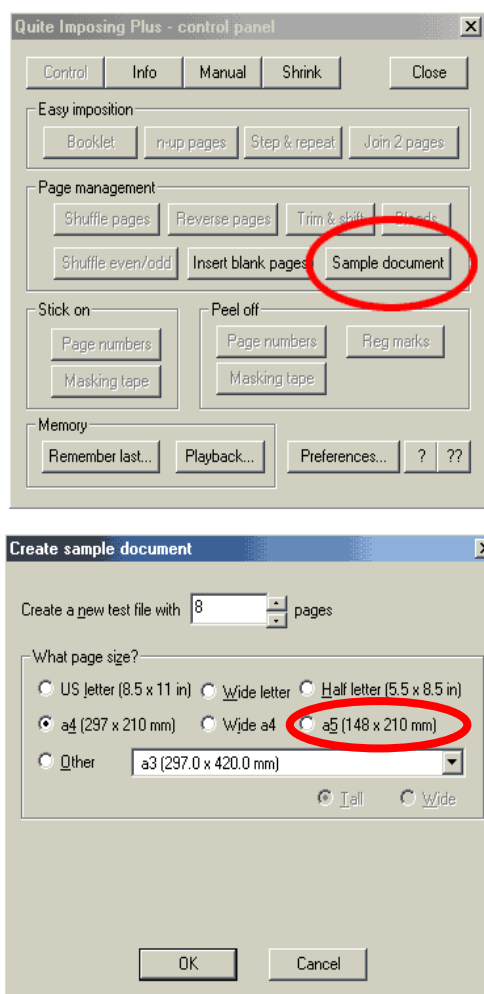 Quite Imposing Plus - control panel
Control Info Manual Shrink Close
Easy imposition
Booklet n-up pages Step & repeat Join 2 pages
Page management
Shuffle pages Reverse pages Trim & shift Bleeds
Shuffle even/odd Insert blank pages Sample document
Stick on Peel off
Page numbers Page numbers Reg marks
Masking tape Masking tape
Memory
Remember last... Playback... Preferences... ? ??
Create sample document
Create a new test file with 8 pages
What page size?
US letter (8.5 x 11 in) Wide letter Half letter (5.5 x 8.5 in)
a4 (297 x 210 mm) Wide a4 a5 (148 x 210 mm)
Other a3 (297.0 x 420.0 mm)
Tall Wide
OK Cancel